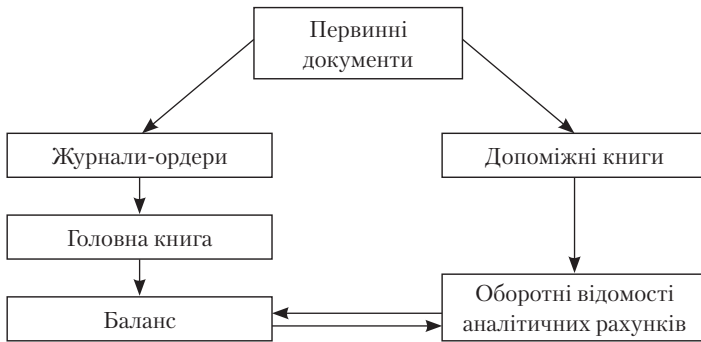 Первинні
документи
Журнали-ордери
Допоміжні книги
Головна книга
Оборотні відомості
аналітичних рахунків
Баланс